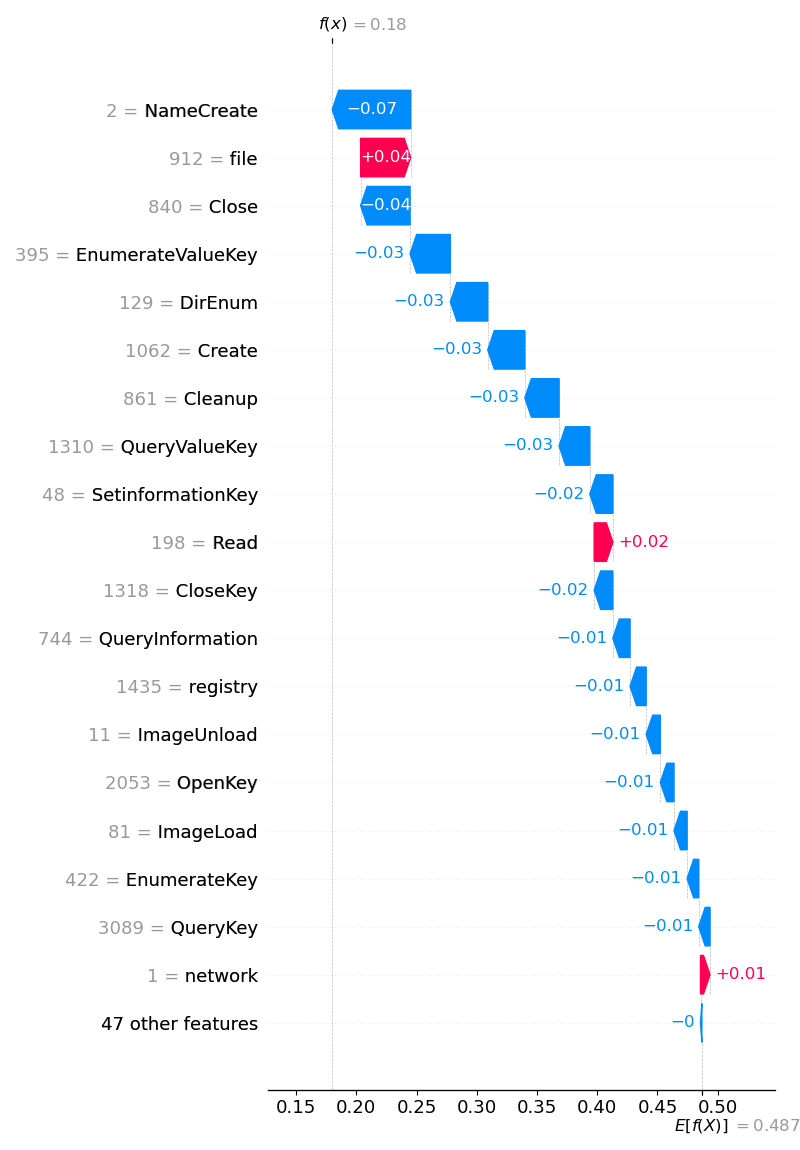 f(x) = 0.18
2 = NameCreate −0.07
912 = file +0.04
840 = Close −0.04
395 = EnumerateValueKey −0.03
129 = DirEnum −0.03
1062 = Create −0.03
861 = Cleanup −0.03
1310 = QueryValueKey −0.03
48 = SetinformationKey −0.02
198 = Read +0.02
1318 = CloseKey −0.02
744 = QueryInformation −0.01
1435 = registry −0.01
11 = ImageUnload −0.01
2053 = OpenKey −0.01
81 = ImageLoad −0.01
422 = EnumerateKey −0.01
3089 = QueryKey −0.01
1 = network +0.01
47 other features −0
0.15 0.20 0.25 0.30 0.35 0.40 0.45 0.50
E[f(X)] = 0.487